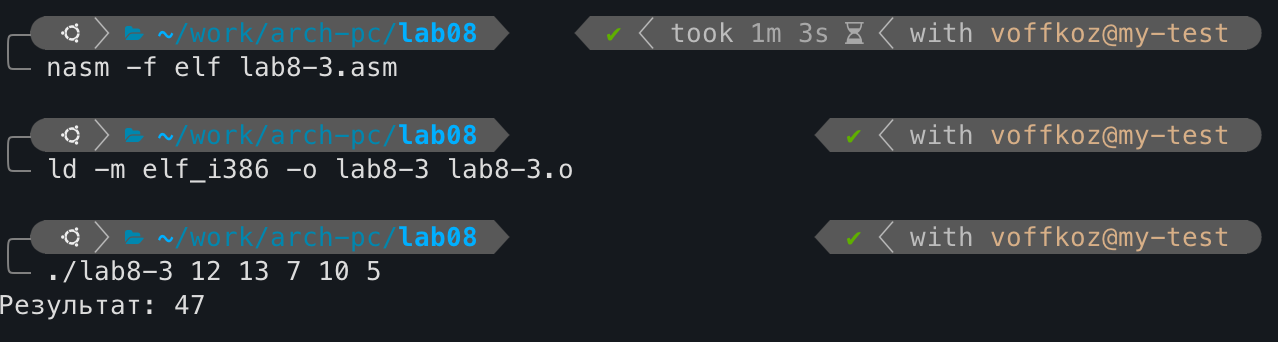 ~/work/arch-pc/lab08 ✔ took 1m 3s with voffkoz@my-test
nasm -f elf lab8-3.asm
~/work/arch-pc/lab08 ✔ with voffkoz@my-test
ld -m elf_i386 -o lab8-3 lab8-3.o
~/work/arch-pc/lab08 ✔ with voffkoz@my-test
./lab8-3 12 13 7 10 5
Результат: 47